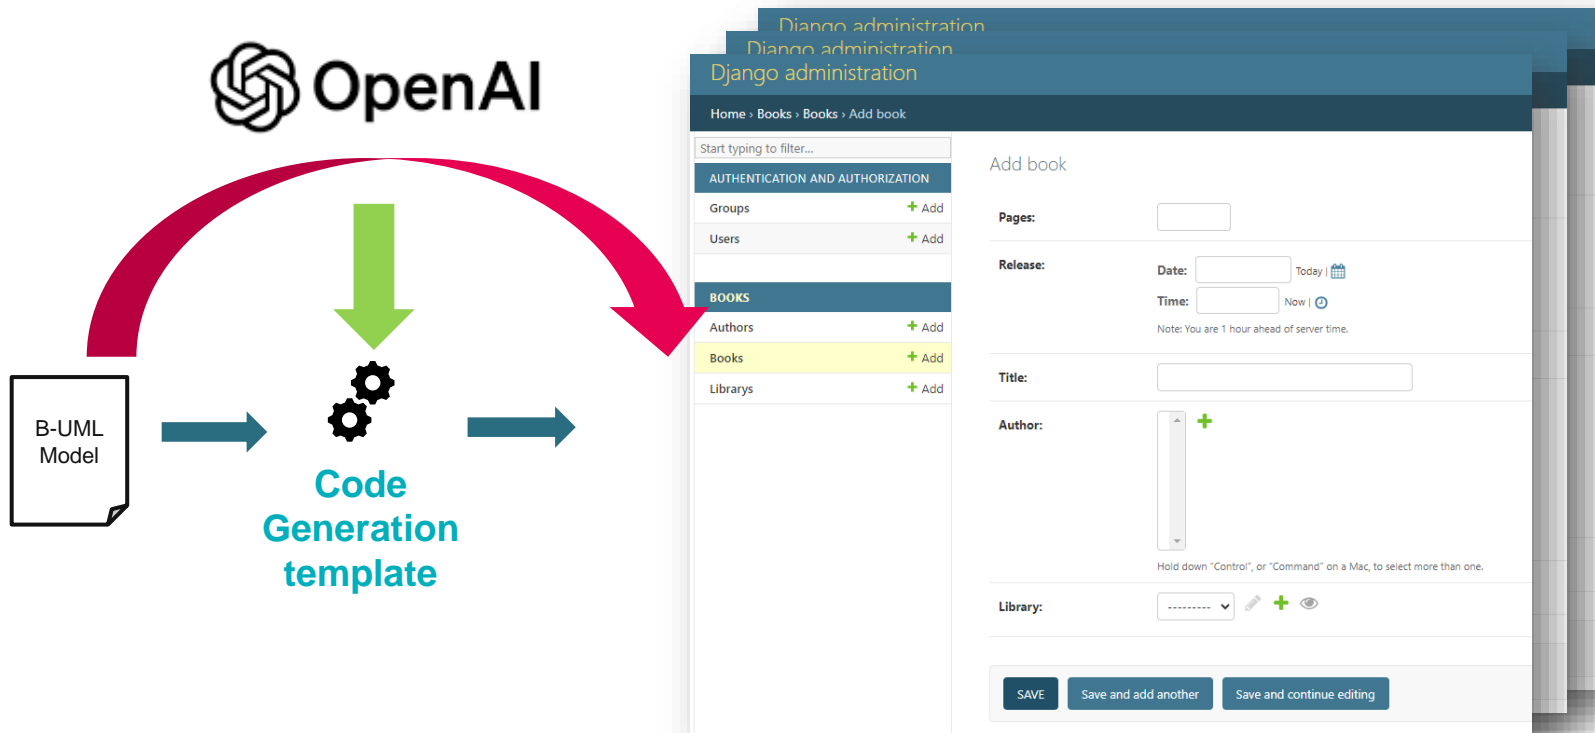 OpenAI
B-UML
Model
Code
Generation
template
Django administration
Django administration
Django administration
Home › Books › Books › Add book
Start typing to filter...
AUTHENTICATION AND AUTHORIZATION
Groups + Add
Users + Add
BOOKS
Authors + Add
Books + Add
Librarys + Add
Add book
Pages:
Release:
Date: Today |
Time: Now |
Note: You are 1 hour ahead of server time.
Title:
Author:
Hold down “Control”, or “Command” on a Mac, to select more than one.
Library:
---------
SAVE
Save and add another
Save and continue editing